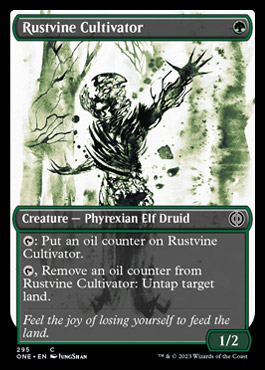 Rustvine Cultivator
Creature — Phyrexian Elf Druid
: Put an oil counter on Rustvine
Cultivator.
, Remove an oil counter from
Rustvine Cultivator: Untap target
land.
Feel the joy of losing yourself to feed the
land.
1/2
295 C
ONE • EN JungShan
™ & © 2023 Wizards of the Coast